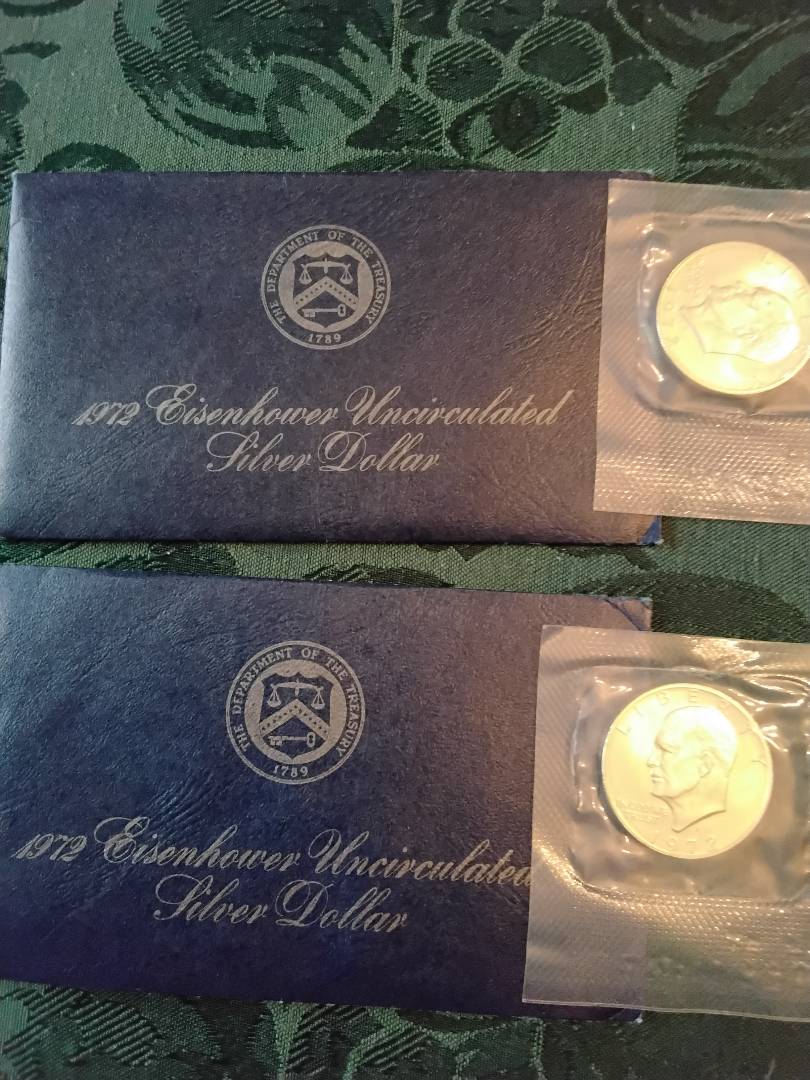 THE DEPARTMENT OF THE TREASURY
1789
1972 Eisenhower Uncirculated
Silver Dollar
THE DEPARTMENT OF THE TREASURY
1789
1972 Eisenhower Uncirculated
Silver Dollar
LIBERTY
1972